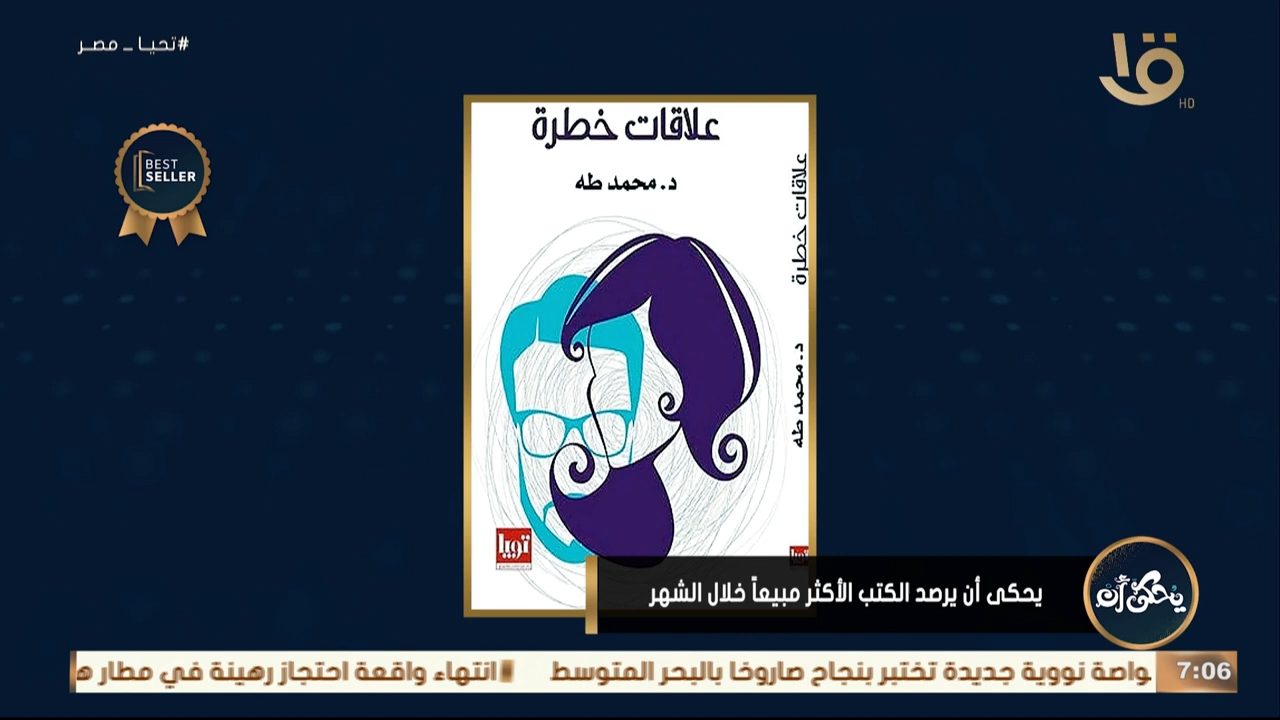 #تحيا _ مصر
HD
BEST
SELLER
علاقات خطرة
د. محمد طه
علاقات خطرة
د. محمد طه
تويا
يحكى أن يرصد الكتب الأكثر مبيعاً خلال الشهر
يحكى أن
7:06
واصة نووية جديدة تختبر بنجاح صاروخا بالبحر المتوسط
انتهاء واقعة احتجاز رهينة في مطار ه